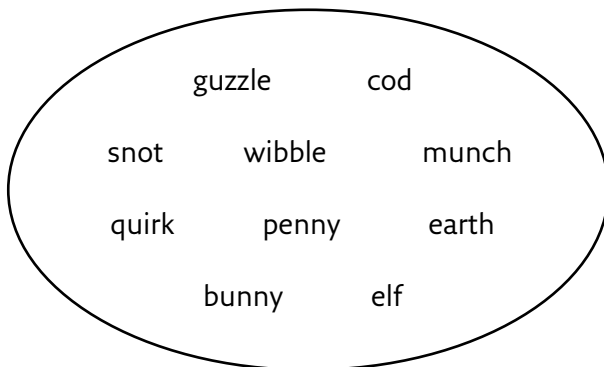 guzzle cod
snot wibble munch
quirk penny earth
bunny elf